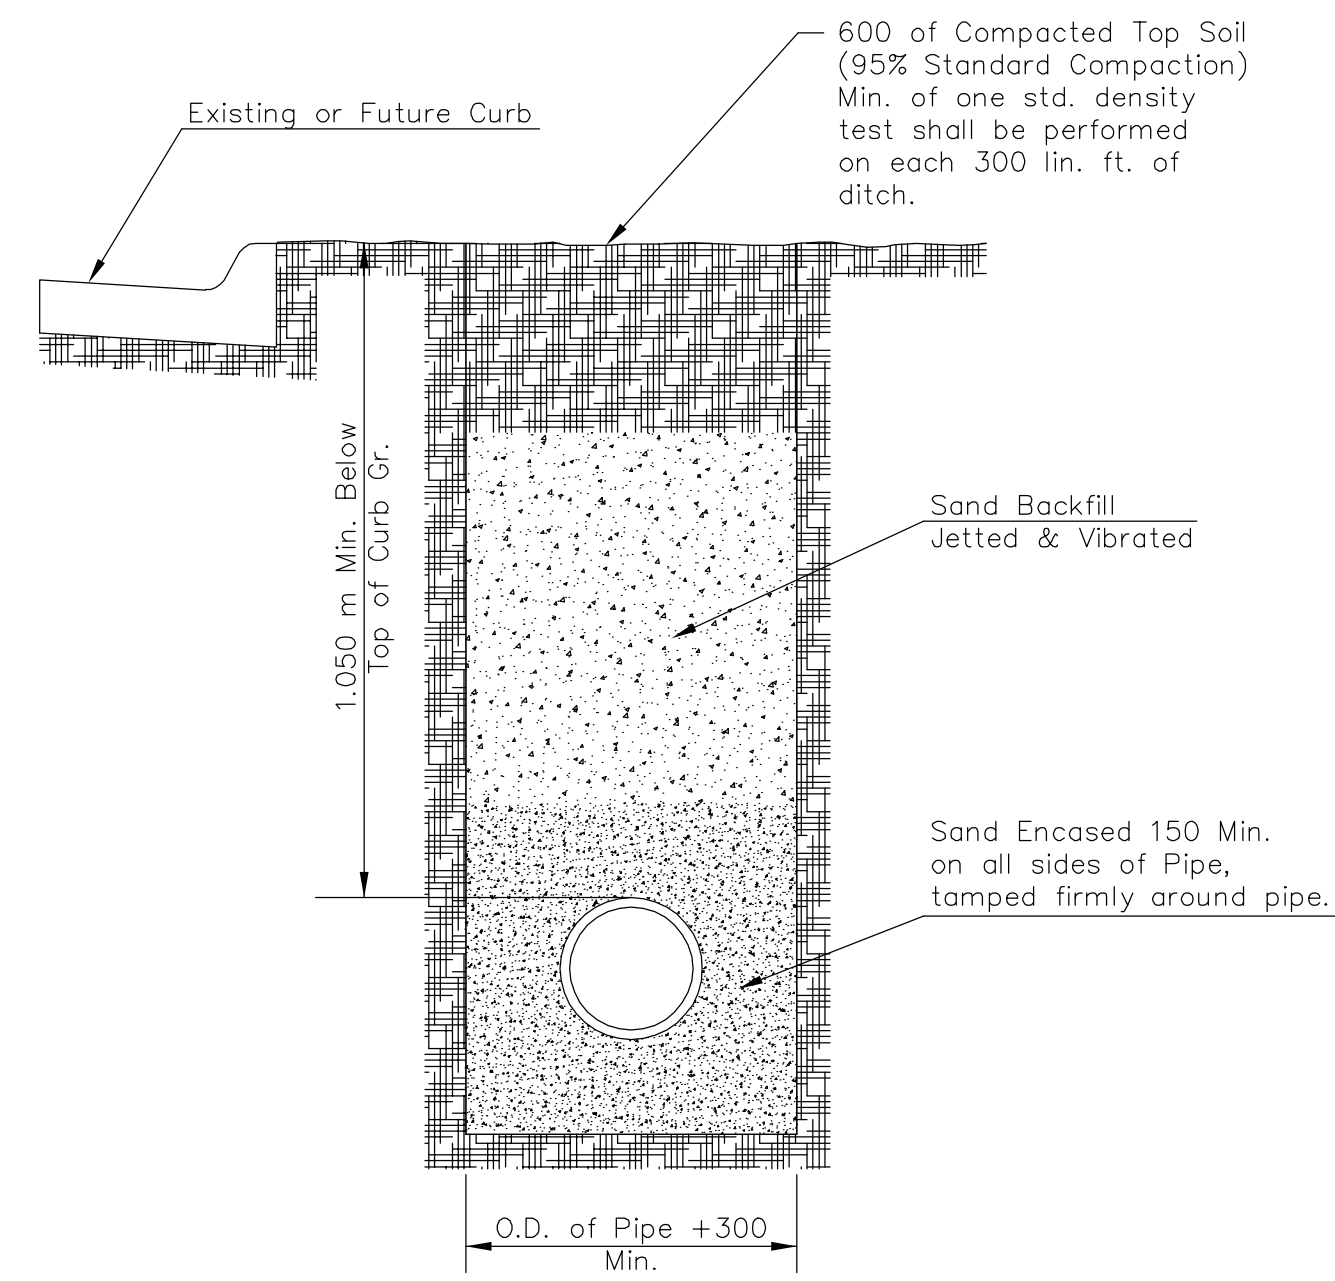 600 of Compacted Top Soil
(95% Standard Compaction)
Min. of one std. density
test shall be performed
on each 300 lin. ft. of
ditch.
Existing or Future Curb
1.050 m Min. Below
Top of Curb Gr.
Sand Backfill
Jetted & Vibrated
Sand Encased 150 Min.
on all sides of Pipe,
tamped firmly around pipe.
O.D. of Pipe +300
Min.